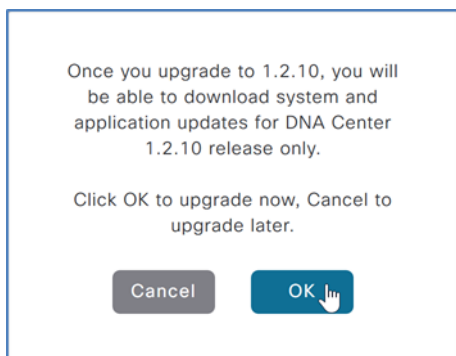 Once you upgrade to 1.2.10, you will
be able to download system and
application updates for DNA Center
1.2.10 release only.
Click OK to upgrade now, Cancel to
upgrade later.
Cancel
OK